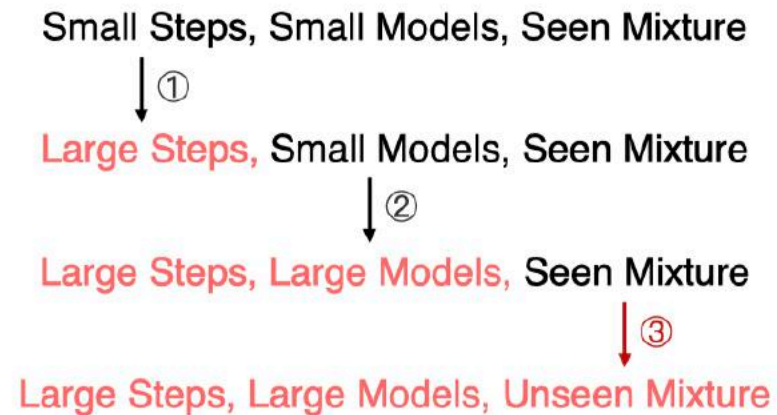 Small Steps, Small Models, Seen Mixture
①
Large Steps, Small Models, Seen Mixture
②
Large Steps, Large Models, Seen Mixture
③
Large Steps, Large Models, Unseen Mixture